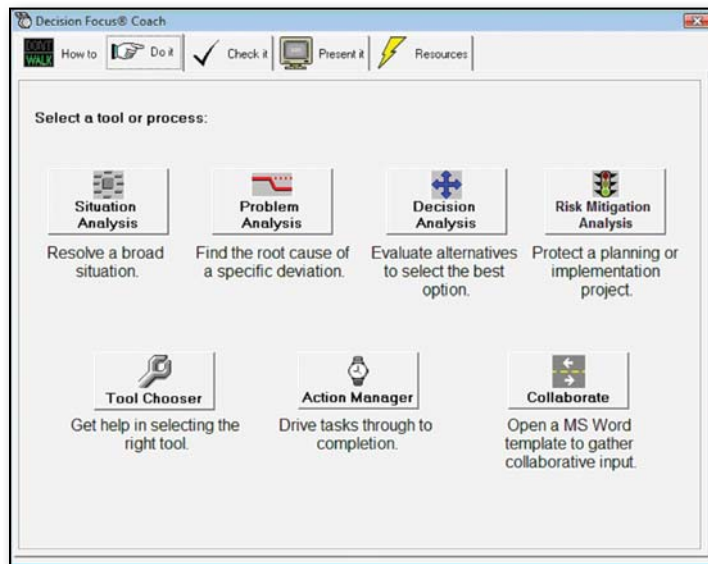 Decision Focus® Coach
DONT WALK How to Do it Check it Present it Resources
Select a tool or process:
Situation Analysis
Resolve a broad situation.
Problem Analysis
Find the root cause of a specific deviation.
Decision Analysis
Evaluate alternatives to select the best option.
Risk Mitigation Analysis
Protect a planning or implementation project.
Tool Chooser
Get help in selecting the right tool.
Action Manager
Drive tasks through to completion.
Collaborate
Open a MS Word template to gather collaborative input.